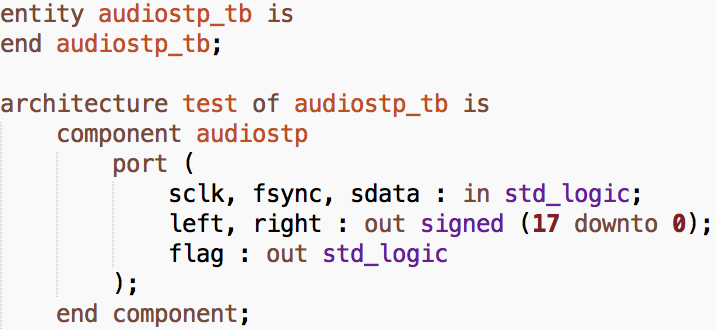 entity audiostp_tb is
end audiostp_tb;
architecture test of audiostp_tb is
component audiostp
port (
sclk, fsync, sdata : in std_logic;
left, right : out signed (17 downto 0);
flag : out std_logic
);
end component;